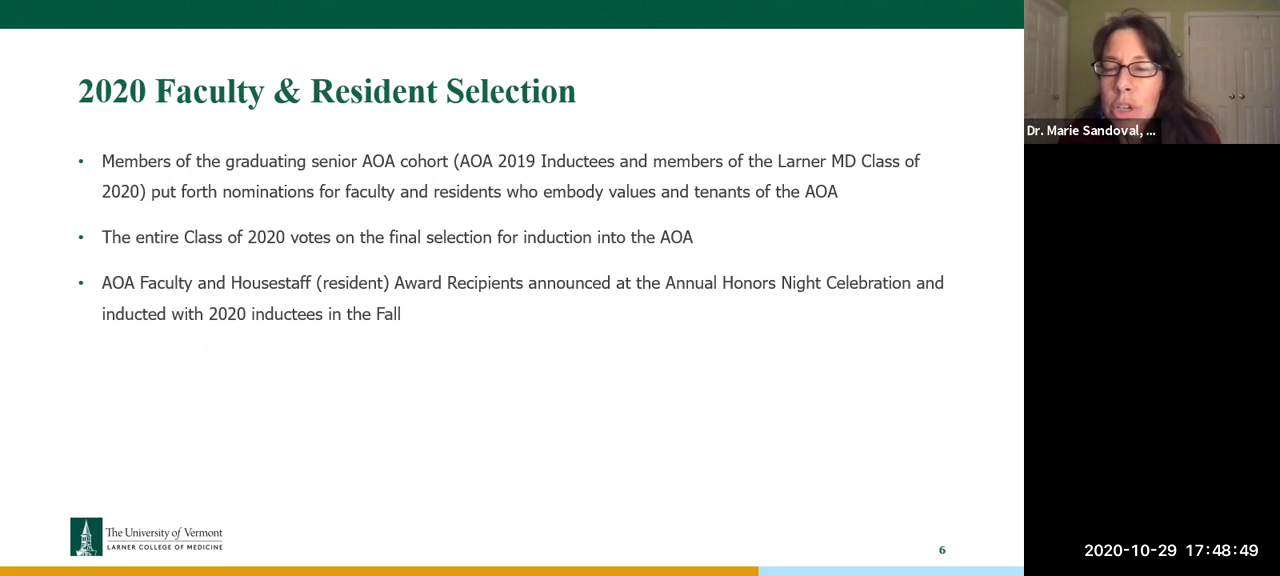 2020 Faculty & Resident Selection
• Members of the graduating senior AOA cohort (AOA 2019 Inductees and members of the Larner MD Class of
2020) put forth nominations for faculty and residents who embody values and tenants of the AOA
• The entire Class of 2020 votes on the final selection for induction into the AOA
• AOA Faculty and Housestaff (resident) Award Recipients announced at the Annual Honors Night Celebration and
inducted with 2020 inductees in the Fall
The University of Vermont
LARNER COLLEGE OF MEDICINE
6
Dr. Marie Sandoval, ...
2020-10-29 17:48:49